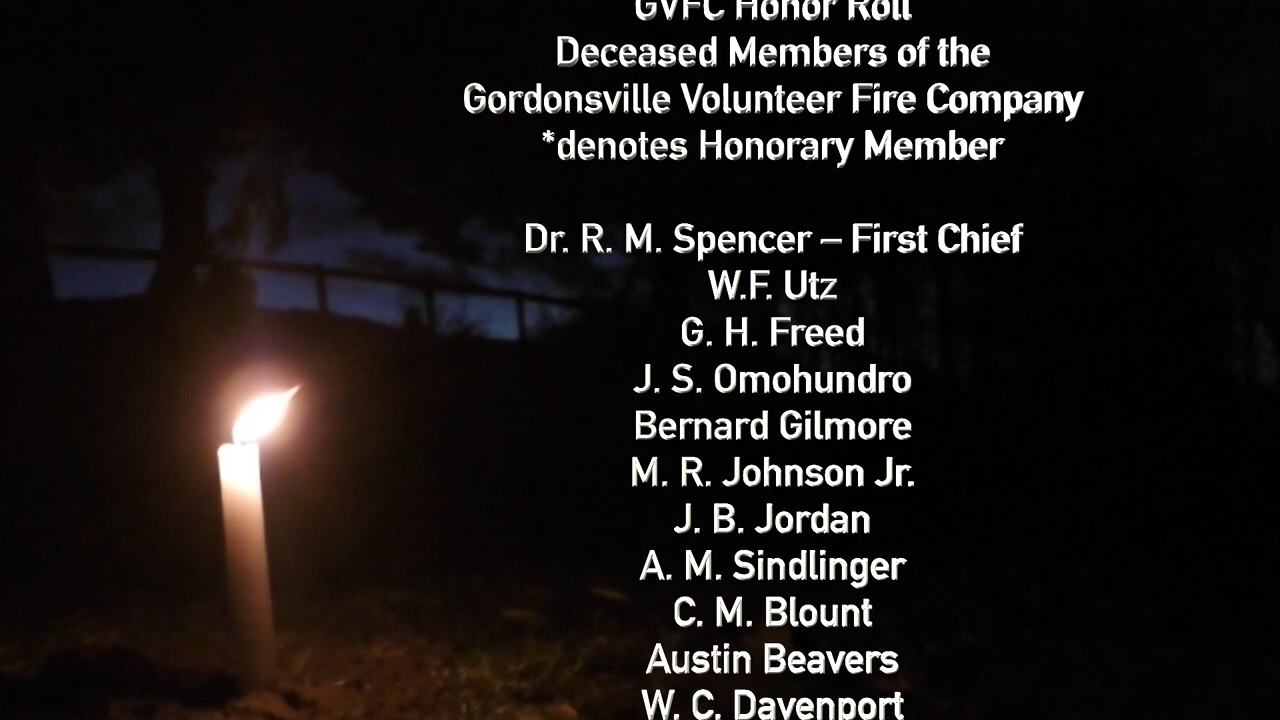 GVFC Honor Roll
Deceased Members of the
Gordonsville Volunteer Fire Company
*denotes Honorary Member
Dr. R. M. Spencer – First Chief
W.F. Utz
G. H. Freed
J. S. Omohundro
Bernard Gilmore
M. R. Johnson Jr.
J. B. Jordan
A. M. Sindlinger
C. M. Blount
Austin Beavers
W. C. Davenport